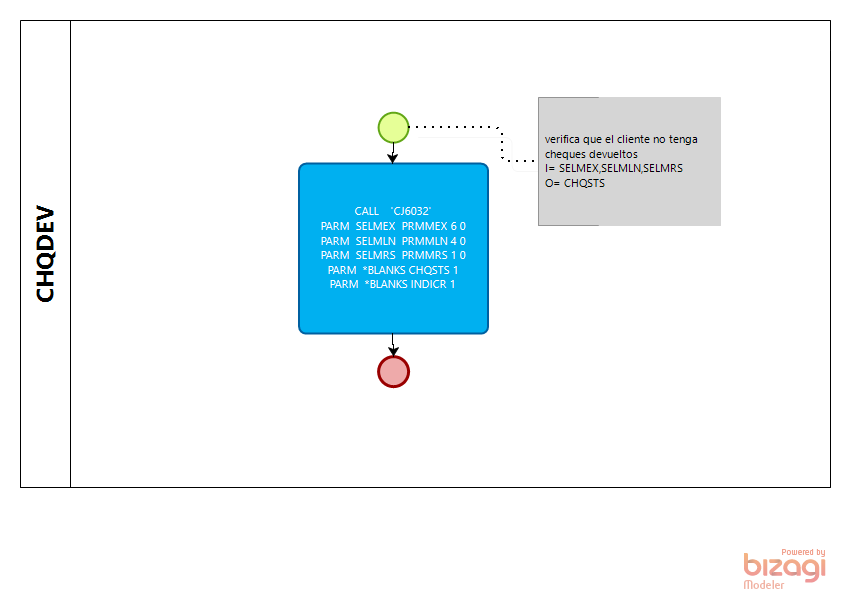 CHQDEV
verifica que el cliente no tenga
cheques devueltos
I= SELMEX,SELMLN,SELMRS
O= CHQSTS
CALL 'CJ6032'
PARM SELMEX PRMMEX 6 0
PARM SELMLN PRMMLN 4 0
PARM SELMRS PRMMRS 1 0
PARM *BLANKS CHQSTS 1
PARM *BLANKS INDICR 1
Powered by
bizagi
Modeler